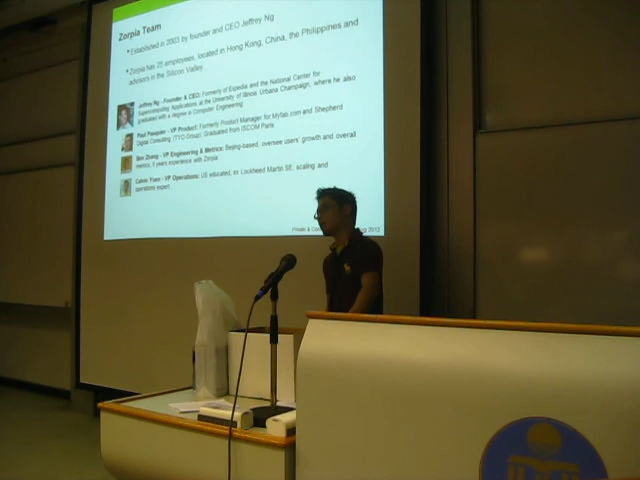 Zorpia Team
Established in 2003 by founder and CEO Jeffrey Ng
Zorpia has 25 employees, located in Hong Kong, China, the Philippines and
advisors in the Silicon Valley.
Jeffrey Ng - Founder & CEO: Formerly of Expedia and the National Center for
Supercomputing Applications at the University of Illinois Urbana Champaign, where he also
graduated with a degree in Computer Engineering
Paul Pasquier - VP Product: Formerly Product Manager for Myfab.com and Shepherd
Digital Consulting (TYO Group). Graduated from ISCOM Paris
Zhang - VP Engineering & Metrics: Beijing-based, oversee users' growth and overall
metrics, 5 years experience with Zorpia
Calvin Yuen - VP Operations: US educated, ex Lockheed Martin SE, scaling and
operations expert
Private & 2013